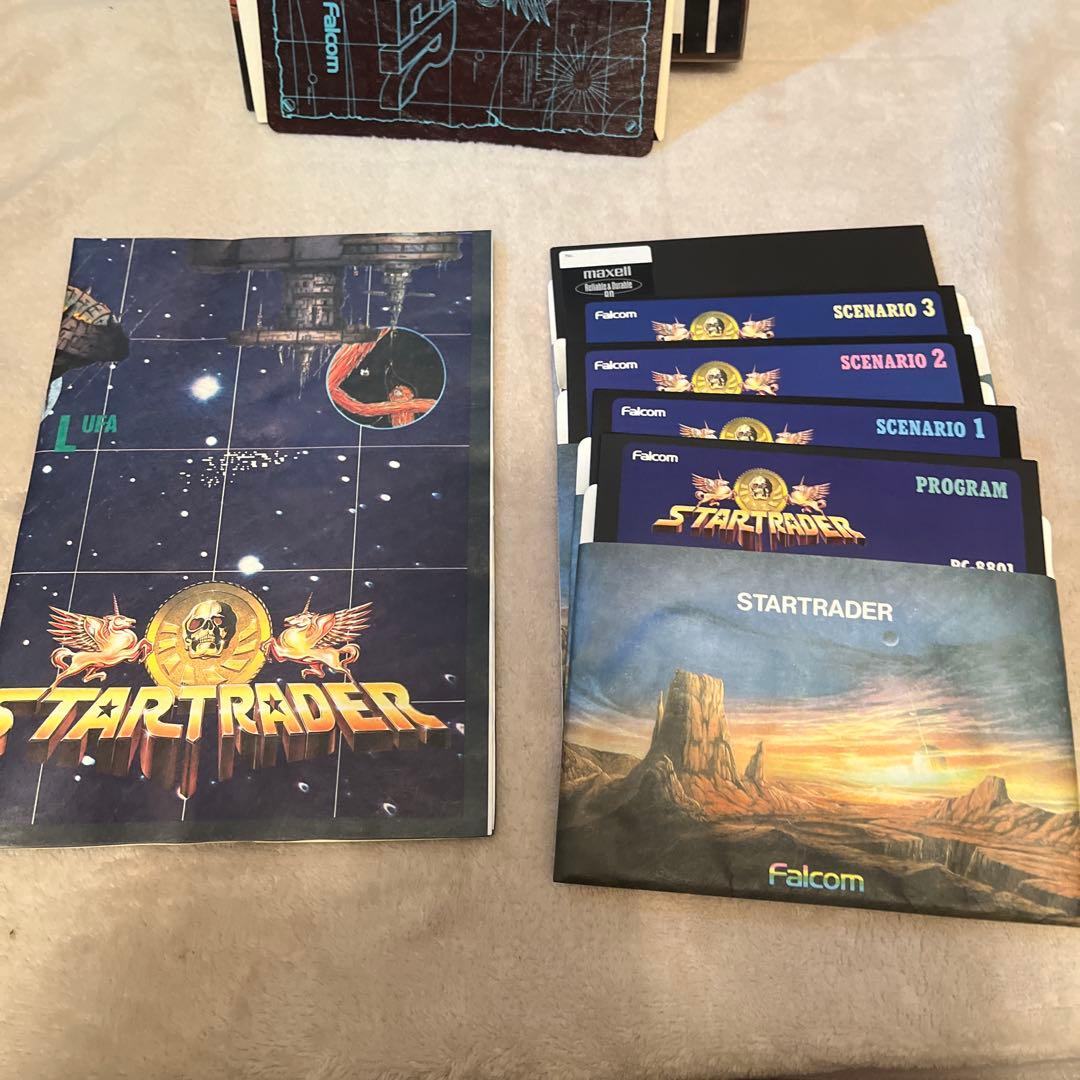 Falcom
ER
LUFA
STARTRADER
maxell
Reliable & Durable
Falcom
SCENARIO 3
Falcom
SCENARIO 2
Falcom
SCENARIO 1
Falcom
PROGRAM
STARTRADER
PC-8801
STARTRADER
Falcom